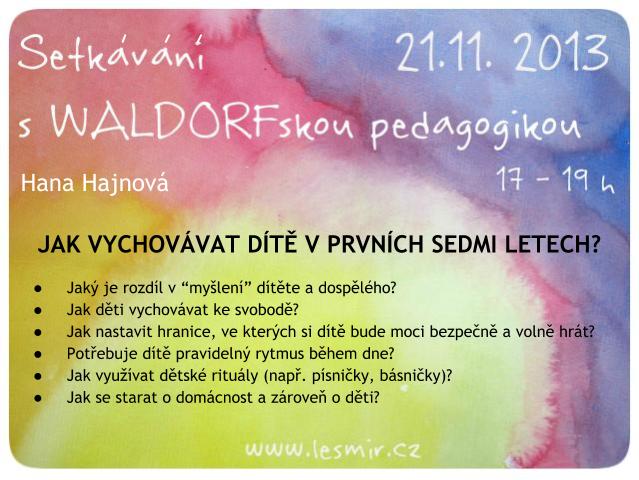 Setkávání 21.11. 2013
s WALDORFskou pedagogikou
Hana Hajnová 17 - 19 h
JAK VYCHOVÁVAT DÍTĚ V PRVNÍCH SEDMI LETECH?
● Jaký je rozdíl v “myšlení” dítěte a dospělého?
● Jak děti vychovávat ke svobodě?
● Jak nastavit hranice, ve kterých si dítě bude moci bezpečně a volně hrát?
● Potřebuje dítě pravidelný rytmus během dne?
● Jak využívat dětské rituály (např. písničky, básničky)?
● Jak se starat o domácnost a zároveň o děti?
www.lesmir.cz